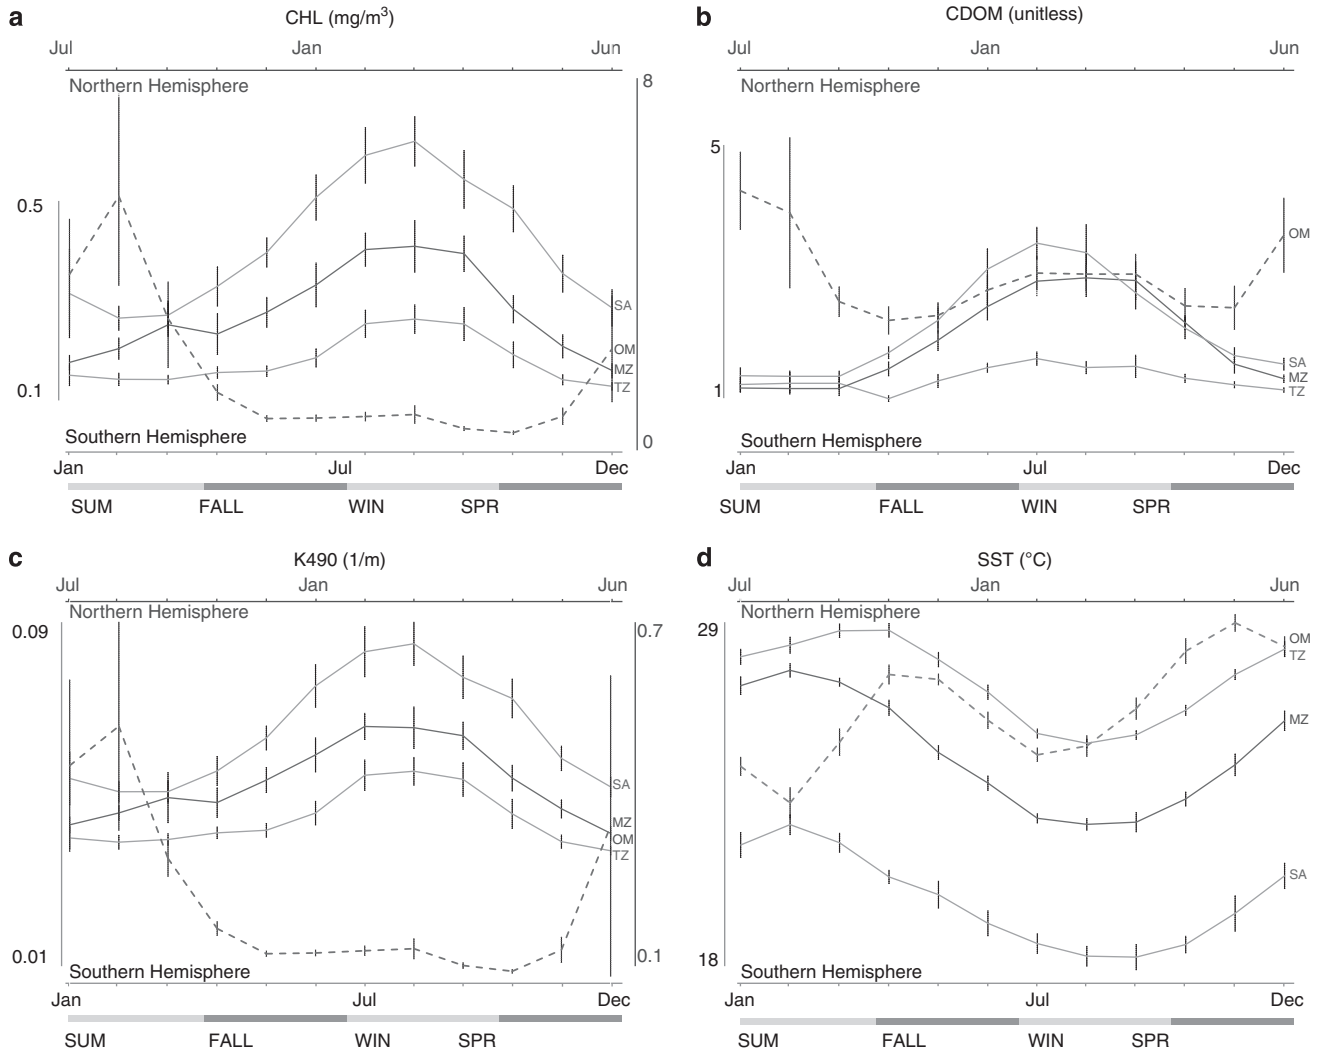 a
CHL (mg/m³)
Jul Jan Jun
Northern Hemisphere
8
0.5
0.1
SA
OM
MZ
TZ
0
Southern Hemisphere
Jan Jul Dec
SUM FALL WIN SPR
b
CDOM (unitless)
Jul Jan Jun
Northern Hemisphere
5
OM
1
SA
MZ
TZ
Southern Hemisphere
Jan Jul Dec
SUM FALL WIN SPR
c
K490 (1/m)
Jul Jan Jun
Northern Hemisphere
0.09 0.7
SA
MZ
OM
TZ
0.01 0.1
Southern Hemisphere
Jan Jul Dec
SUM FALL WIN SPR
d
SST (°C)
Jul Jan Jun
Northern Hemisphere
29
OM
TZ
MZ
SA
18
Southern Hemisphere
Jan Jul Dec
SUM FALL WIN SPR